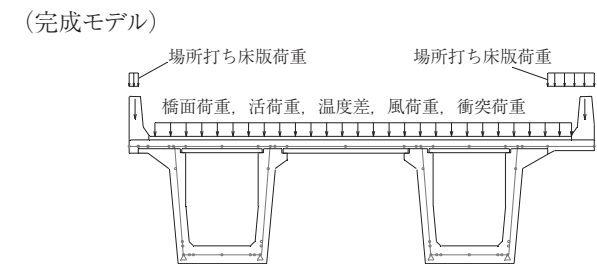 (完成モデル)
場所打ち床版荷重 場所打ち床版荷重
橋面荷重，活荷重，温度差，風荷重，衝突荷重